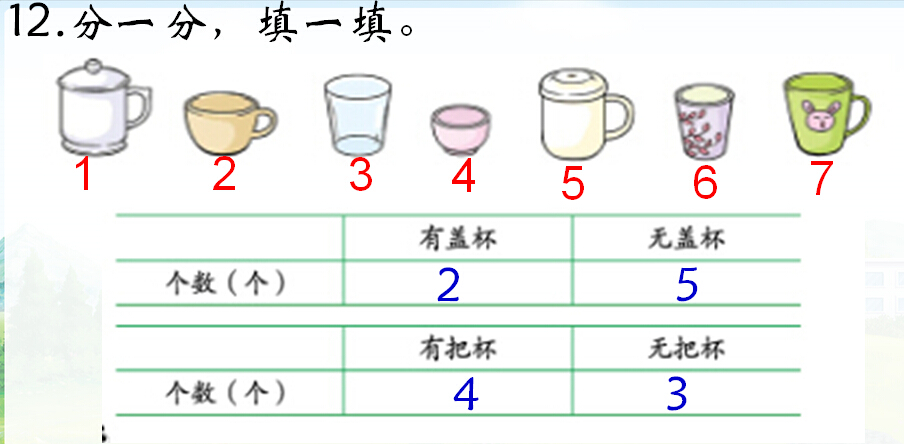 12.分一分，填一填。
1 2 3 4 5 6 7
有盖杯 无盖杯
个数（个） 2 5
有把杯 无把杯
个数（个） 4 3